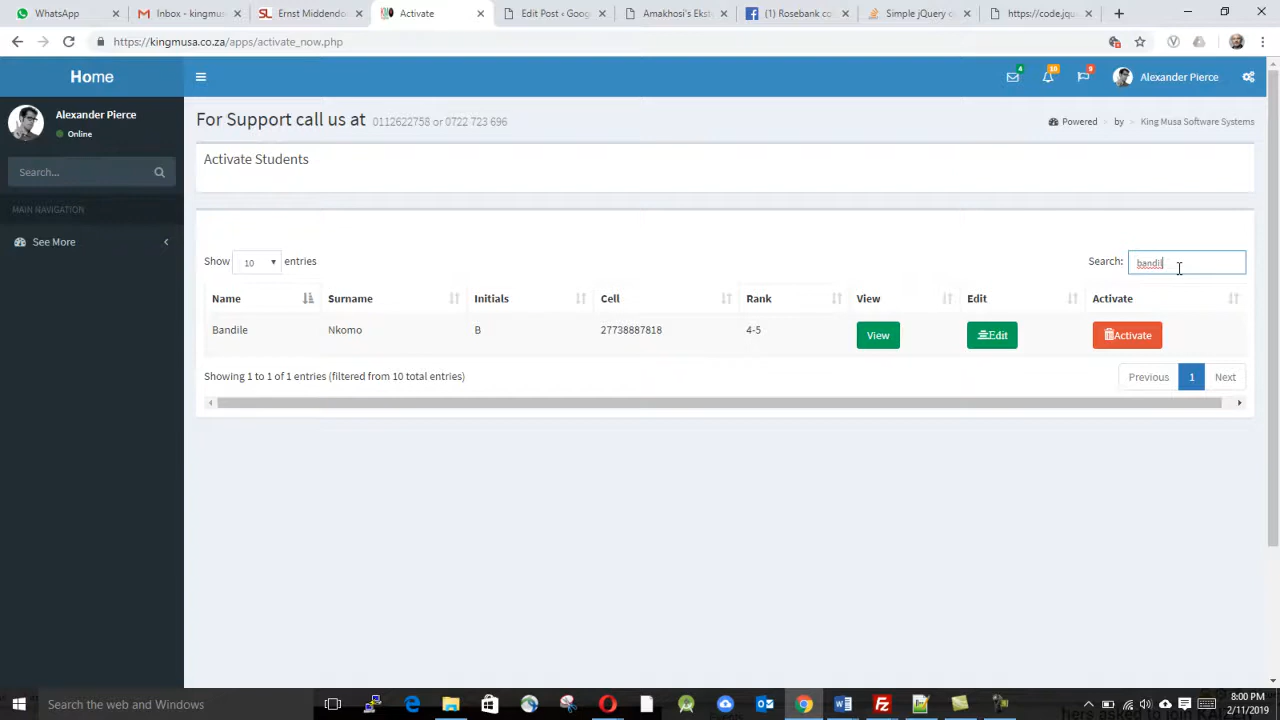 WhatsApp
Inbox - kingmus
Ernst Middendo
Activate
Edit Post ‹ Goog
Amakhosi's Ekst
(1) Rosebank co
Simple jQuery c
https://code.jqu
https://kingmusa.co.za/apps/activate_now.php
Home
4
10
9
Alexander Pierce
Alexander Pierce
Online
Search...
MAIN NAVIGATION
See More
For Support call us at 0112622758 or 0722 723 696
Powered
by
King Musa Software Systems
Activate Students
Show 10 entries
Search: bandil
Name Surname Initials Cell Rank View Edit Activate
Bandile Nkomo B 27738887818 4-5 View Edit Activate
Showing 1 to 1 of 1 entries (filtered from 10 total entries)
Previous 1 Next
Search the web and Windows
8:00 PM
2/11/2019